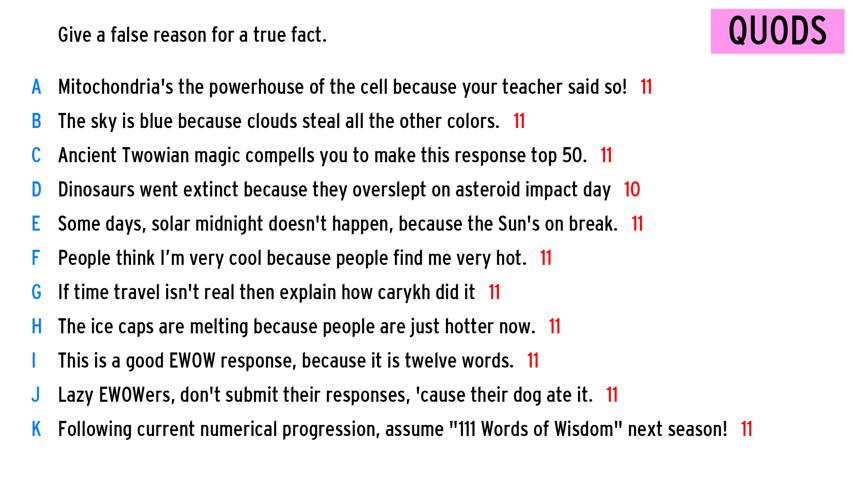 Give a false reason for a true fact.
QUODS
A Mitochondria's the powerhouse of the cell because your teacher said so! 11
B The sky is blue because clouds steal all the other colors. 11
C Ancient Twowian magic compells you to make this response top 50. 11
D Dinosaurs went extinct because they overslept on asteroid impact day 10
E Some days, solar midnight doesn't happen, because the Sun's on break. 11
F People think I'm very cool because people find me very hot. 11
G If time travel isn't real then explain how carykh did it 11
H The ice caps are melting because people are just hotter now. 11
I This is a good EWOW response, because it is twelve words. 11
J Lazy EWOWers, don't submit their responses, 'cause their dog ate it. 11
K Following current numerical progression, assume "111 Words of Wisdom" next season! 11